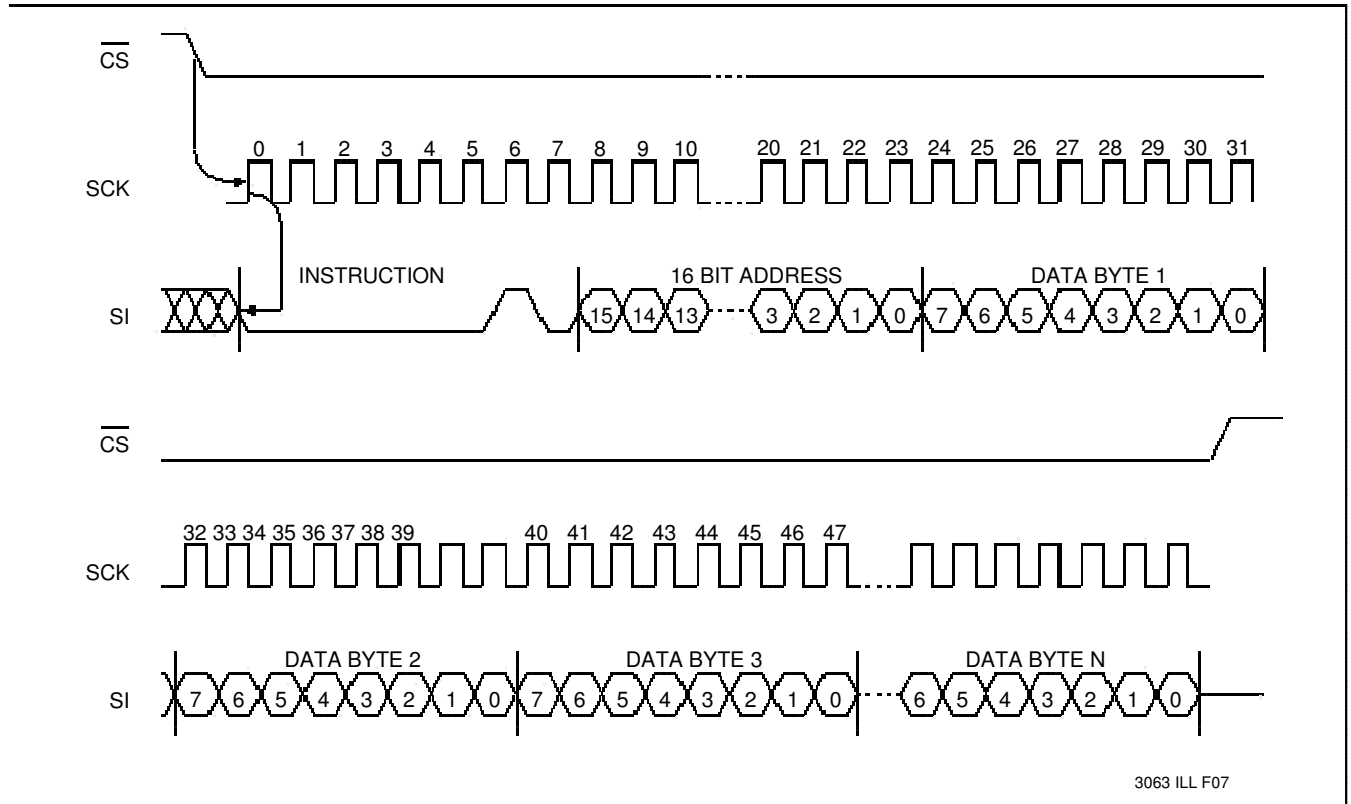 CS
0 1 2 3 4 5 6 7 8 9 10 20 21 22 23 24 25 26 27 28 29 30 31
SCK
INSTRUCTION 16 BIT ADDRESS DATA BYTE 1
SI 15 14 13 3 2 1 0 7 6 5 4 3 2 1 0
CS
32 33 34 35 36 37 38 39 40 41 42 43 44 45 46 47
SCK
DATA BYTE 2 DATA BYTE 3 DATA BYTE N
SI 7 6 5 4 3 2 1 0 7 6 5 4 3 2 1 0 6 5 4 3 2 1 0
3063 ILL F07